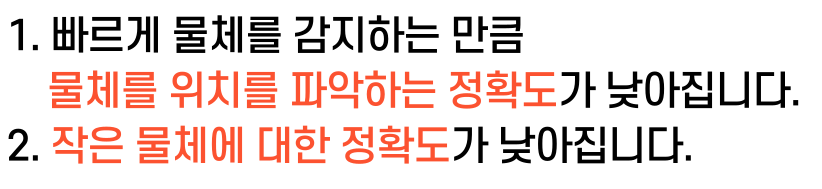 1. 빠르게 물체를 감지하는 만큼
물체를 위치를 파악하는 정확도가 낮아집니다.
2. 작은 물체에 대한 정확도가 낮아집니다.